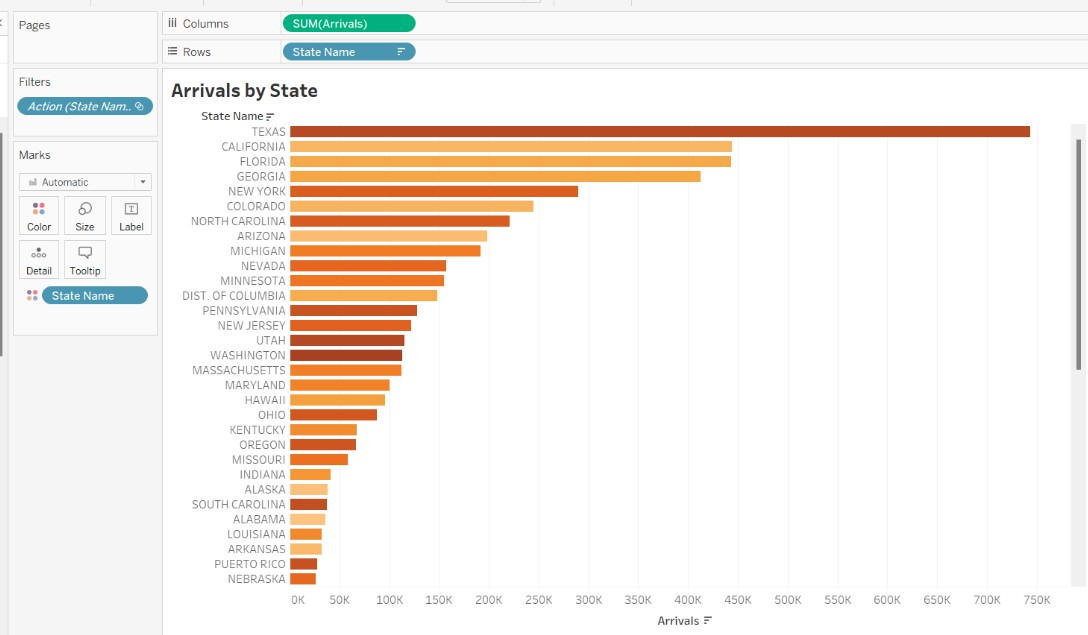 Pages
Columns
SUM(Arrivals)
Rows
State Name
Filters
Action (State Nam..
Marks
Automatic
Color
Size
Label
Detail
Tooltip
State Name
Arrivals by State
State Name
TEXAS
CALIFORNIA
FLORIDA
GEORGIA
NEW YORK
COLORADO
NORTH CAROLINA
ARIZONA
MICHIGAN
NEVADA
MINNESOTA
DIST. OF COLUMBIA
PENNSYLVANIA
NEW JERSEY
UTAH
WASHINGTON
MASSACHUSETTS
MARYLAND
HAWAII
OHIO
KENTUCKY
OREGON
MISSOURI
INDIANA
ALASKA
SOUTH CAROLINA
ALABAMA
LOUISIANA
ARKANSAS
PUERTO RICO
NEBRASKA
0K 50K 100K 150K 200K 250K 300K 350K 400K 450K 500K 550K 600K 650K 700K 750K
Arrivals